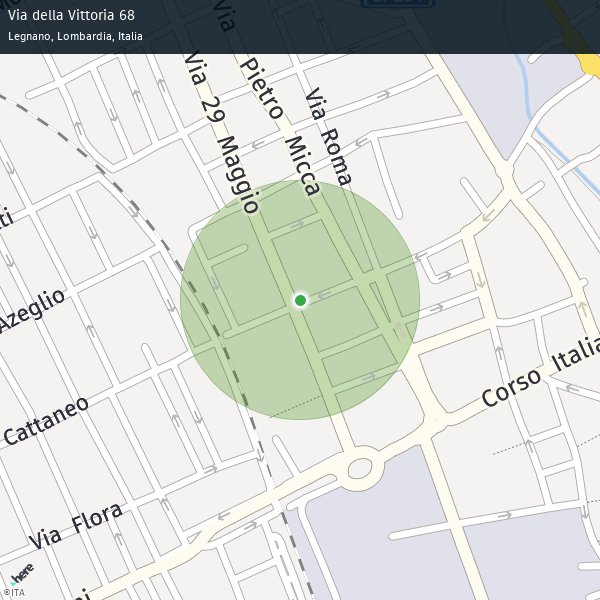 Via della Vittoria 68
Legnano, Lombardia, Italia
Via 29 Maggio
Via Pietro Micca
Via Roma
Azeglio
Cattaneo
Corso Italia
Via Flora
here
©ITA